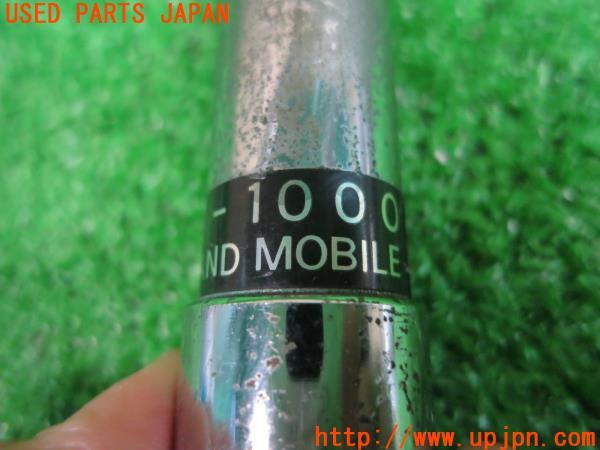 USED PARTS JAPAN
-1000
ND MOBILE
http://www.upjpn.com